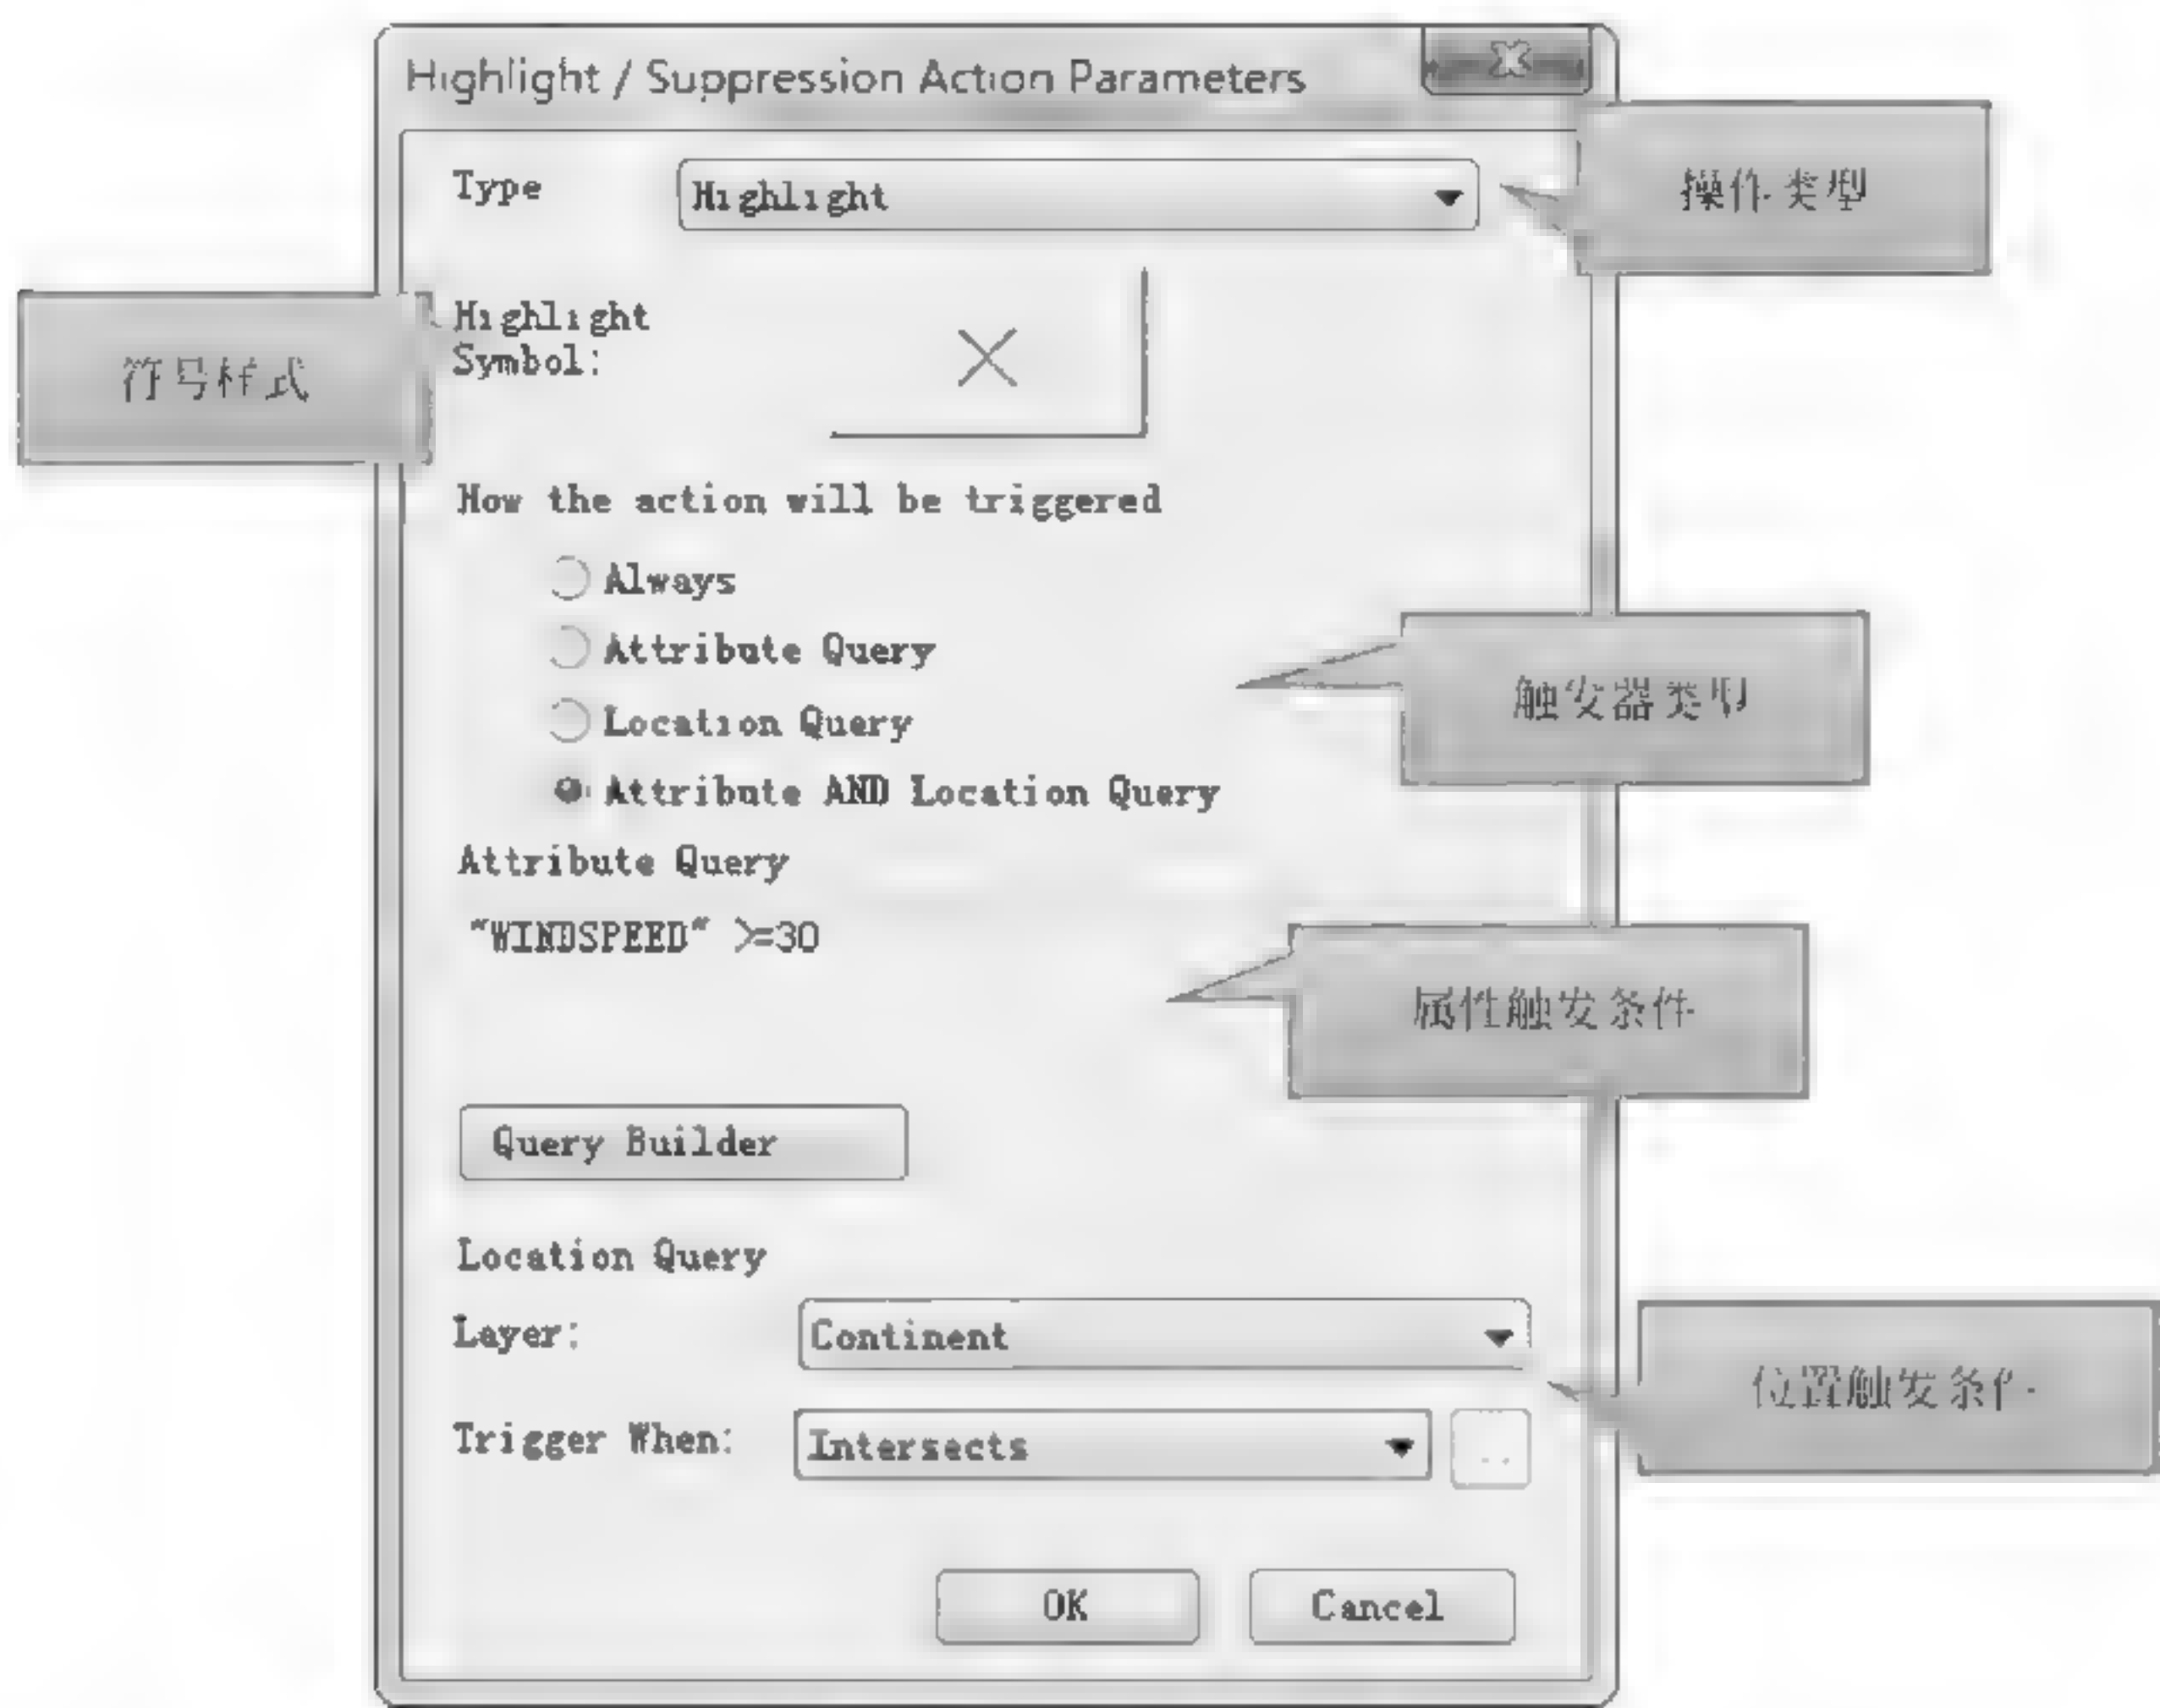 Highlight / Suppression Action Parameters
Type
Highlight
操作类型
Highlight
Symbol:
符号样式
How the action will be triggered
Always
Attribute Query
Location Query
Attribute AND Location Query
触发器类型
Attribute Query
"WINDSPEED" >=30
属性触发条件
Query Builder
Location Query
Layer:
Continent
位置触发条件
Trigger When:
Intersects
..
OK
Cancel